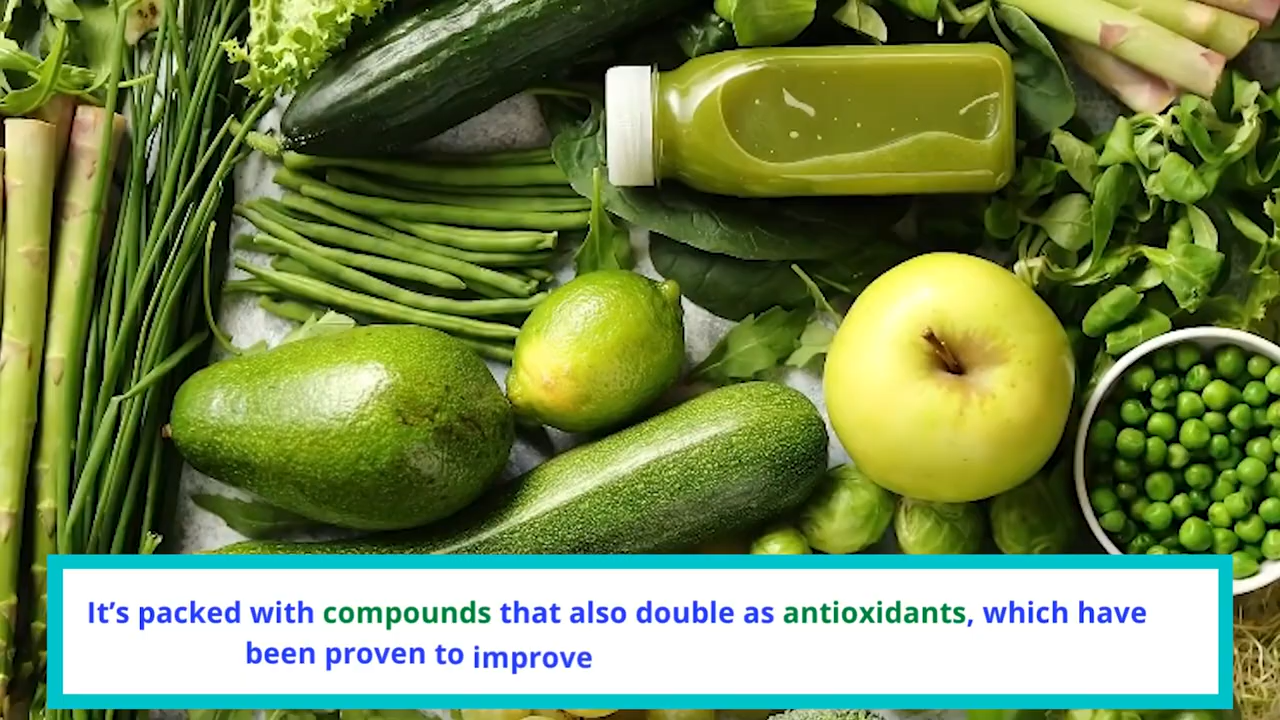 It’s packed with compounds that also double as antioxidants, which have
been proven to improve